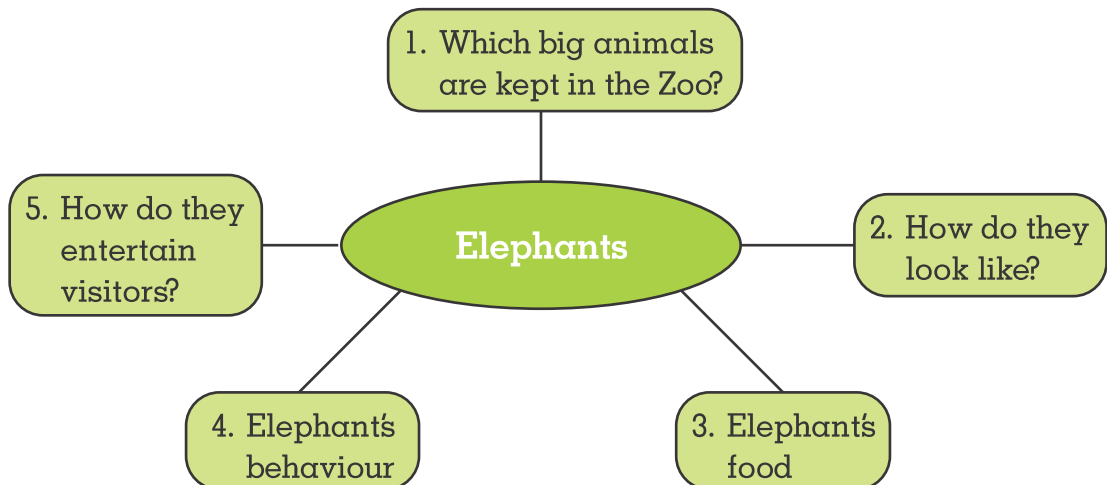 1. Which big animals
are kept in the Zoo?
Elephants
2. How do they
look like?
3. Elephant's
food
4. Elephant's
behaviour
5. How do they
entertain
visitors?